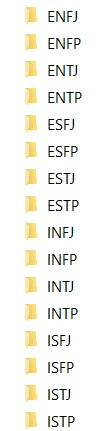 ENFJ
ENFP
ENTJ
ENTP
ESFJ
ESFP
ESTJ
ESTP
INFJ
INFP
INTJ
INTP
ISFJ
ISFP
ISTJ
ISTP